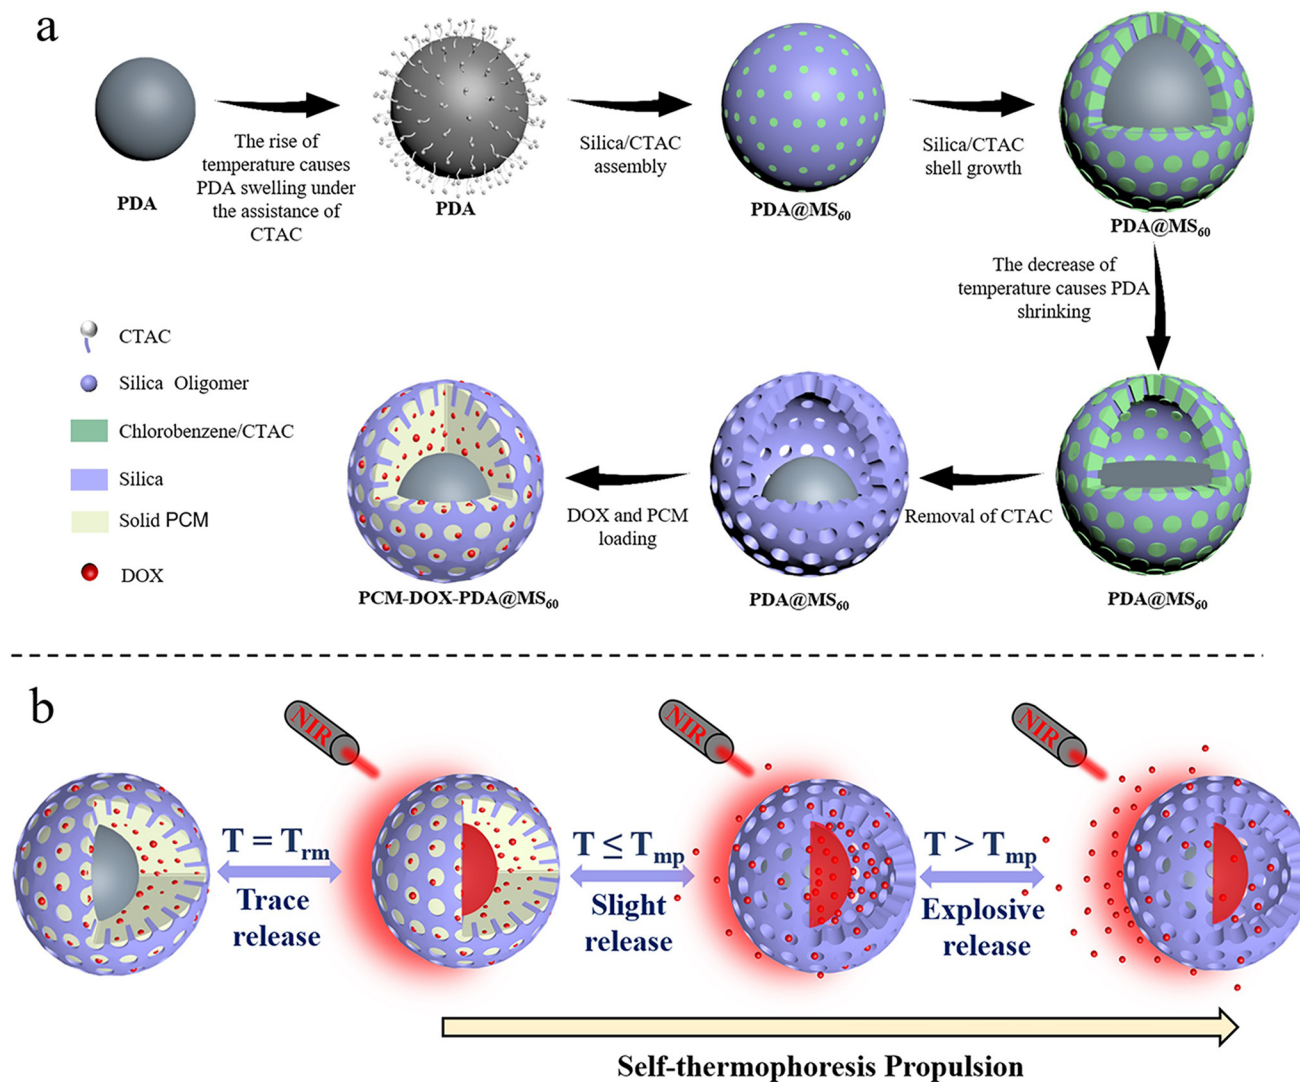 a
PDA
The rise of
temperature causes
PDA swelling under
the assistance of
CTAC
PDA
Silica/CTAC
assembly
PDA@MS60
Silica/CTAC
shell growth
PDA@MS60
The decrease of
temperature causes PDA
shrinking
CTAC
Silica Oligomer
Chlorobenzene/CTAC
Silica
Solid PCM
DOX
PCM-DOX-PDA@MS60
DOX and PCM
loading
PDA@MS60
Removal of CTAC
PDA@MS60
b
NIR
NIR
NIR
T = Trm
Trace
release
T ≤ Tmp
Slight
release
T > Tmp
Explosive
release
Self-thermophoresis Propulsion